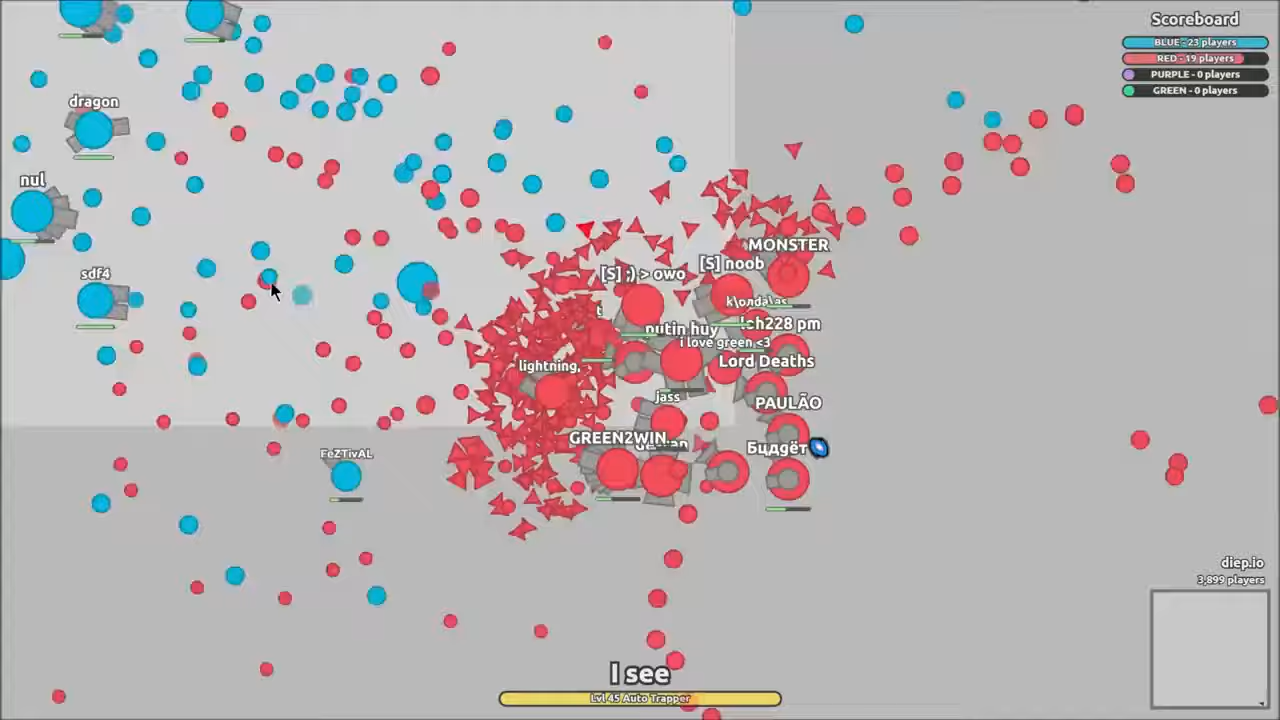 Scoreboard
BLUE - 23 players
RED - 19 players
PURPLE - 0 players
GREEN - 0 players
dragon
nul
sdf4
FeZTivAL
MONSTER
[S] noob
[S] ;) > owo
putin huy
i love green <3
Lord Deaths
lightning,
jass
PAULÃO
GREEN2WIN
Бцдgёт
diep.io
3,899 players
I see
Lvl 45 Auto Trapper